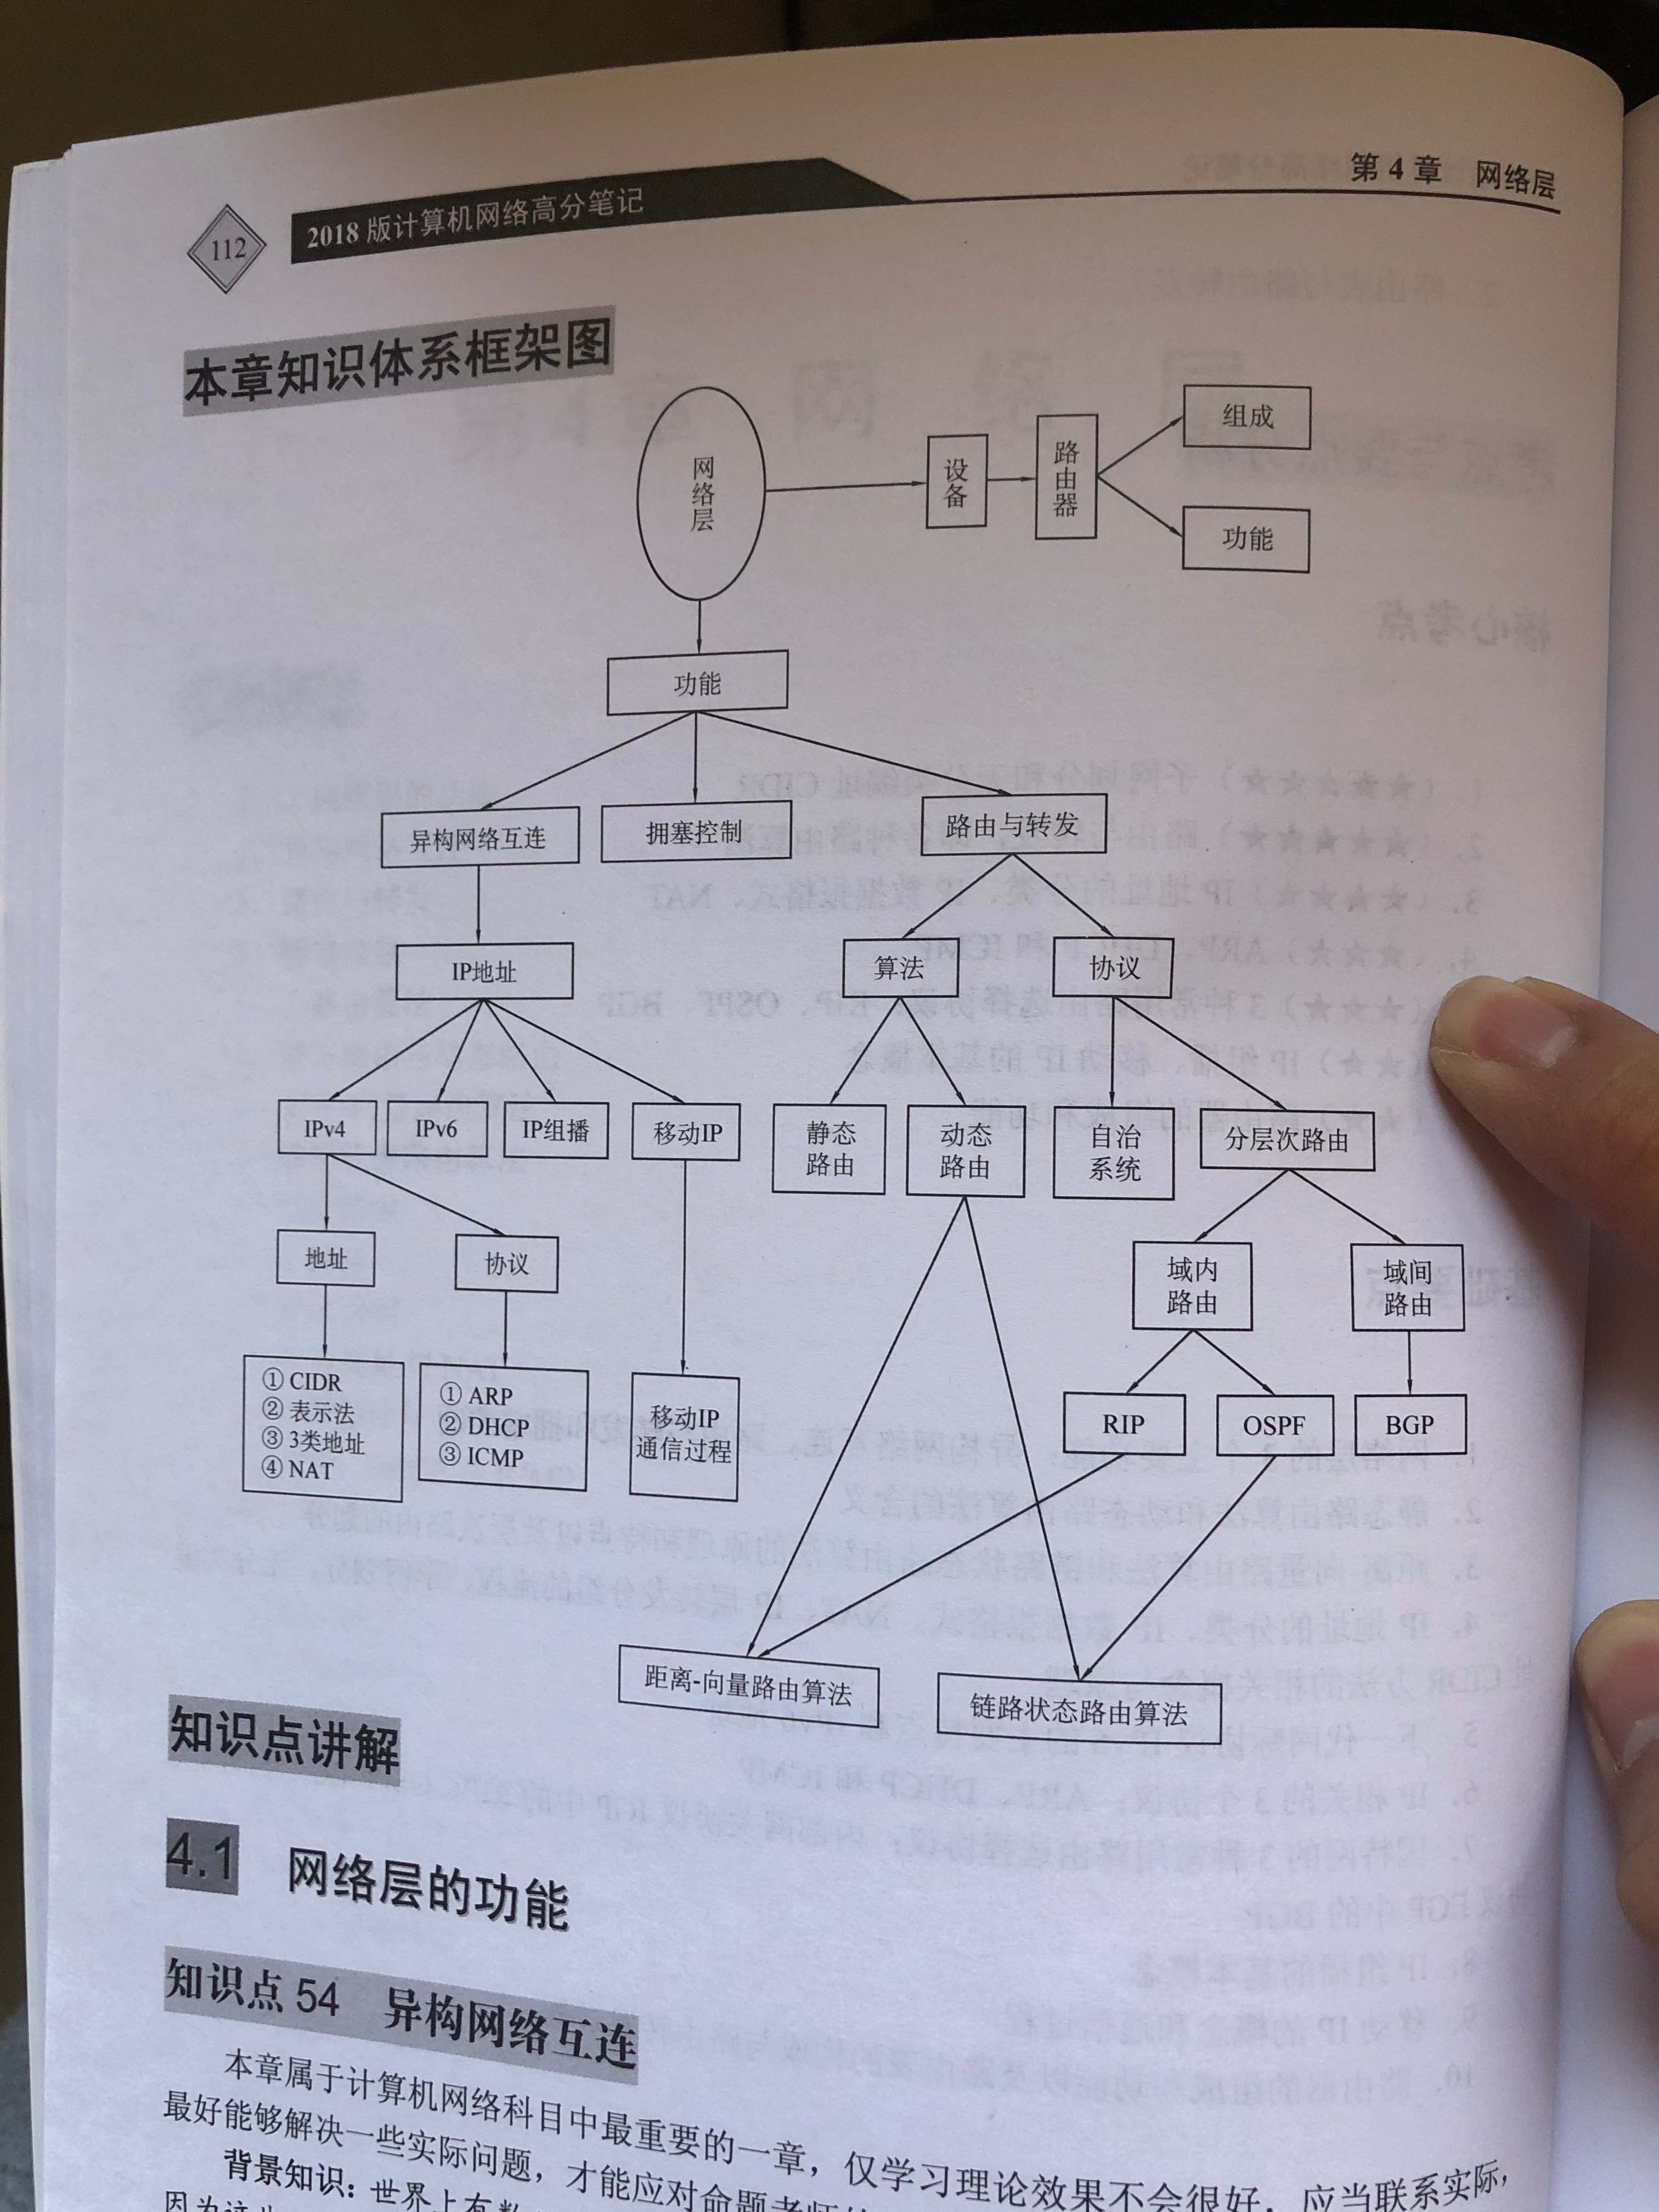 第 4 章 网络层
112
2018 版计算机网络高分笔记
本章知识体系框架图
网络层
设备
路由器
组成
功能
功能
异构网络互连
拥塞控制
路由与转发
IP地址
算法
协议
IPv4
IPv6
IP组播
移动IP
静态
路由
动态
路由
自治
系统
分层次路由
地址
协议
域内
路由
域间
路由
① CIDR
② 表示法
③ 3类地址
④ NAT
① ARP
② DHCP
③ ICMP
移动IP
通信过程
RIP
OSPF
BGP
距离-向量路由算法
链路状态路由算法
知识点讲解
4.1 网络层的功能
知识点 54 异构网络互连
本章属于计算机网络科目中最重要的一章，仅学习理论效果不会很好，应当联系实际，
最好能够解决一些实际问题，才能应对命题老师的
背景知识：世界上有数
因为这些